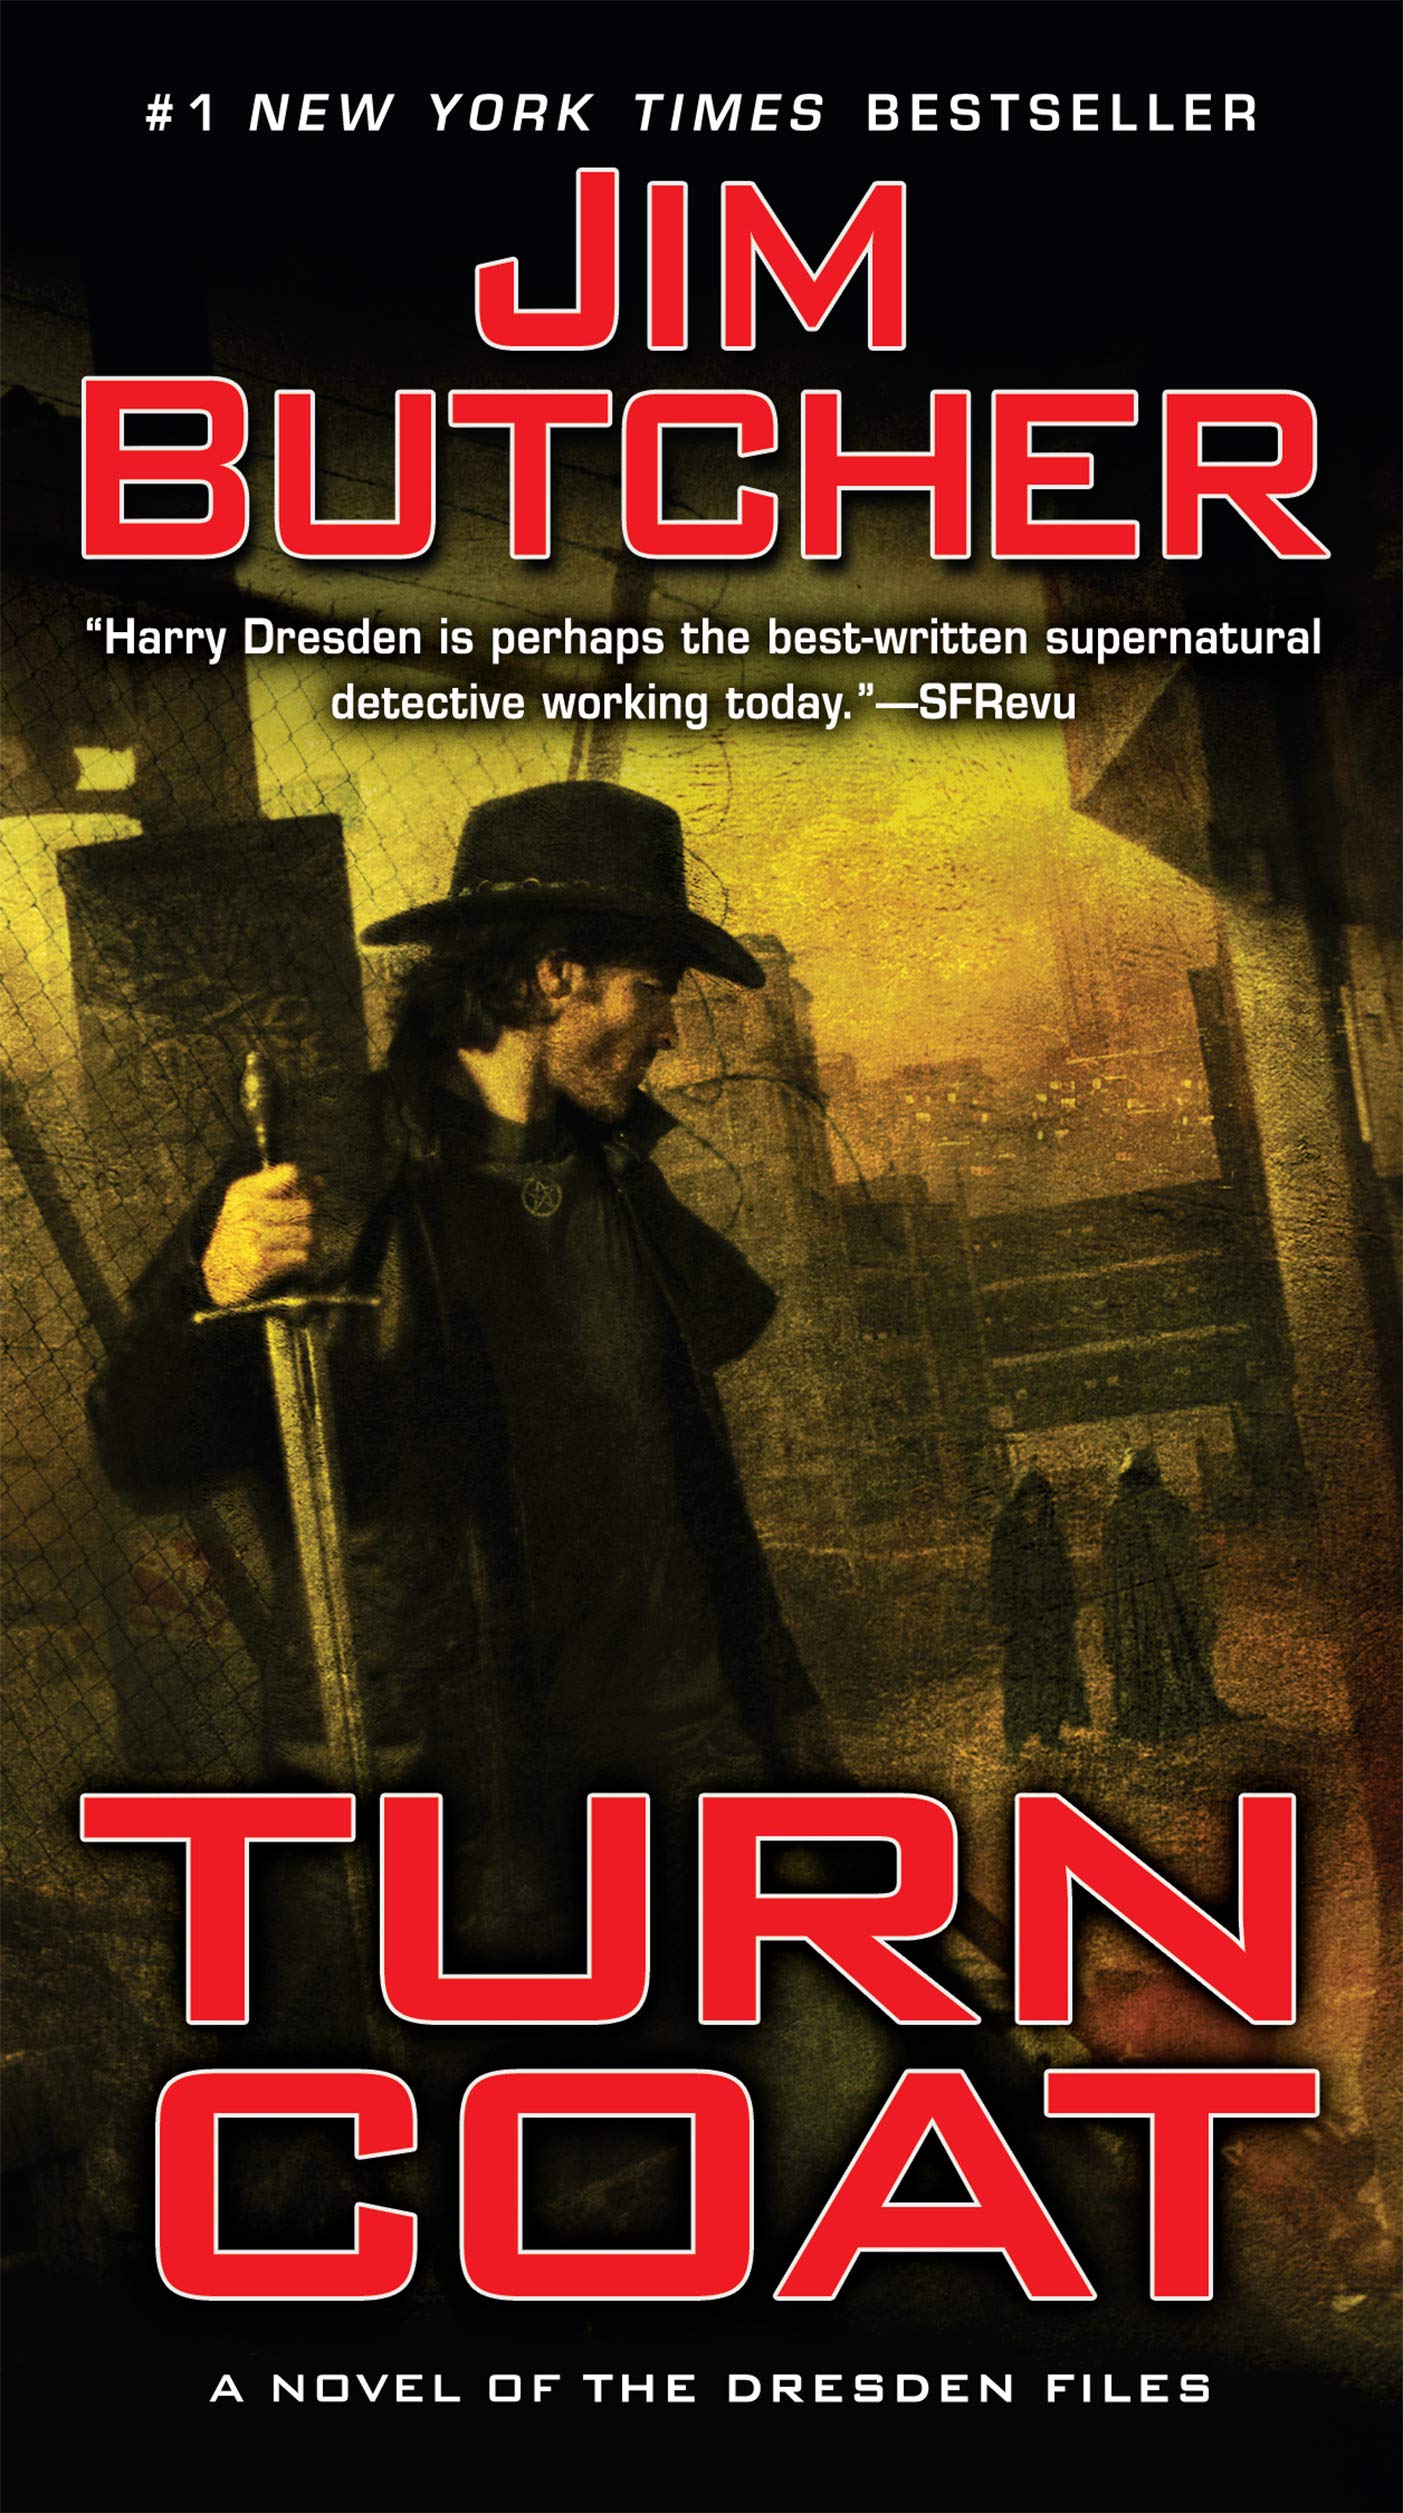 #1 NEW YORK TIMES BESTSELLER
JIM
BUTCHER
“Harry Dresden is perhaps the best-written supernatural
detective working today.”—SFRevu
TURN
COAT
A NOVEL OF THE DRESDEN FILES